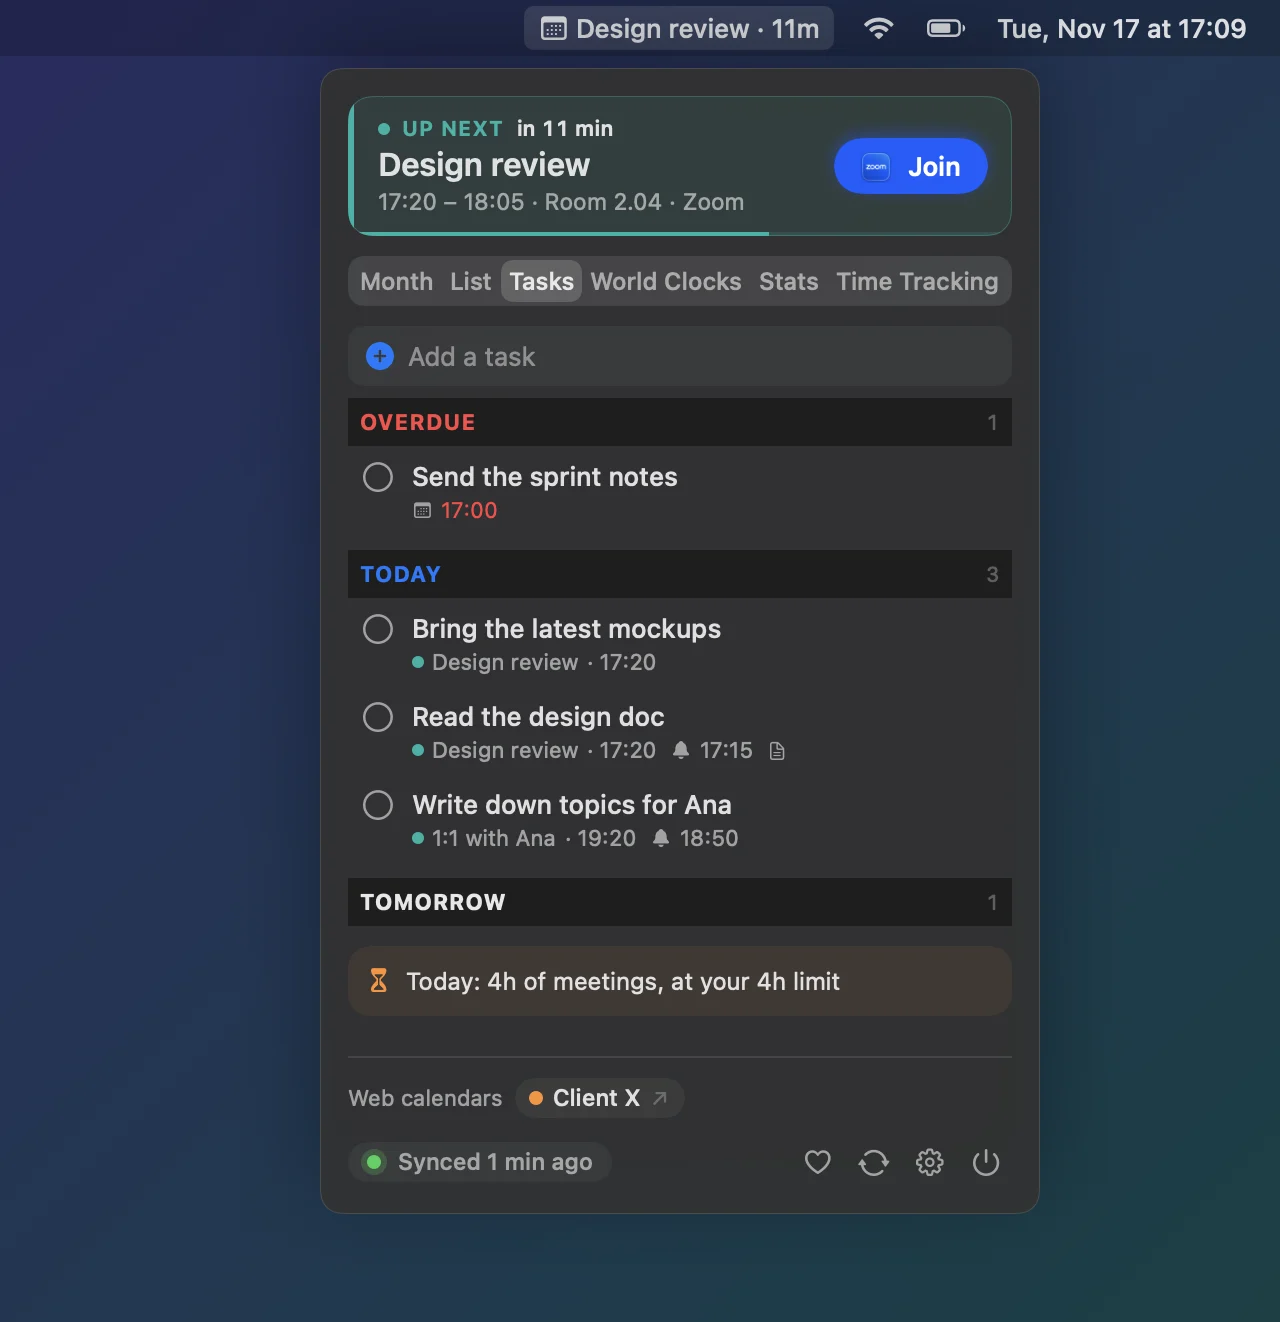 Design review · 11m
Tue, Nov 17 at 17:09
UP NEXT in 11 min
Design review
17:20 – 18:05 · Room 2.04 · Zoom
zoom Join
Month List Tasks World Clocks Stats Time Tracking
Add a task
OVERDUE 1
Send the sprint notes
17:00
TODAY 3
Bring the latest mockups
Design review · 17:20
Read the design doc
Design review · 17:20 17:15
Write down topics for Ana
1:1 with Ana · 19:20 18:50
TOMORROW 1
Today: 4h of meetings, at your 4h limit
Web calendars Client X
Synced 1 min ago